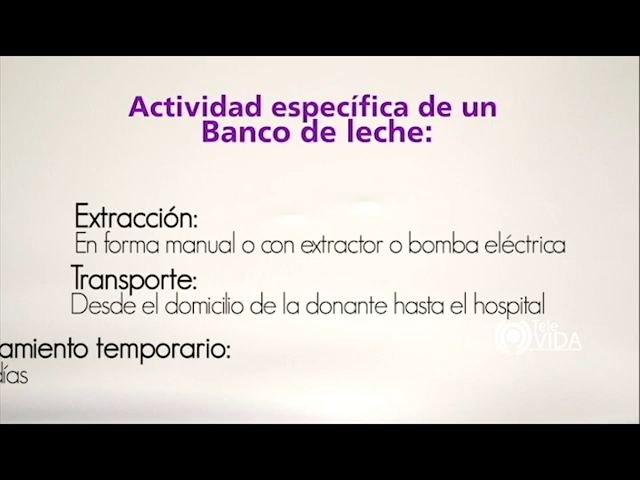 Actividad específica de un
Banco de leche:
Extracción:
En forma manual o con extractor o bomba eléctrica
Transporte:
Desde el domicilio de la donante hasta el hospital
Tele
VIDA
amiento temporario:
días